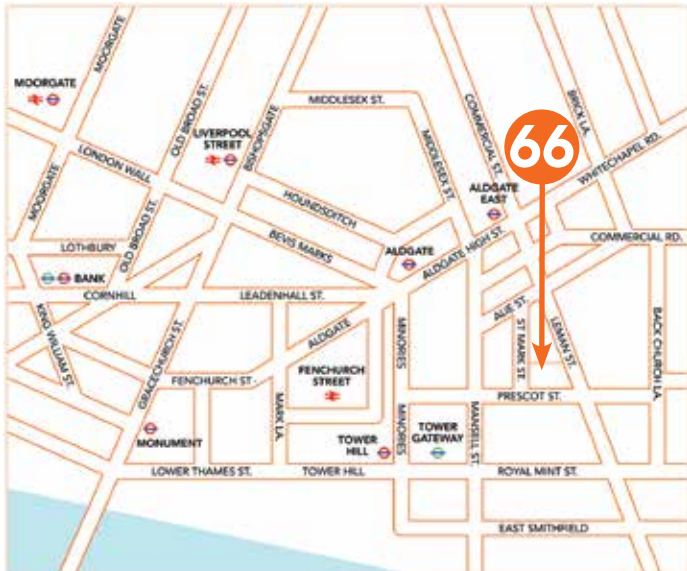 MOORGATE
MOORGATE
OLD BROAD ST.
LIVERPOOL
STREET
BISHOPSGATE
MIDDLESEX ST.
COMMERCIAL ST.
BRICK LA.
66
LONDON WALL
MIDDLESEX ST.
WHITECHAPEL RD.
MOORGATE
HOUNDSDITCH
ALDGATE
EAST
OLD BROAD ST.
BEVIS MARKS
LOTHBURY
ALDGATE
ALDGATE HIGH ST.
COMMERCIAL RD.
BANK
CORNHILL
LEADENHALL ST.
ALIE ST.
KING WILLIAM ST.
GRACECHURCH ST.
ALDGATE
MINORIES
ST MARK ST.
LEMAN ST.
BACK CHURCH LA.
FENCHURCH ST.
FENCHURCH
STREET
MARK LA.
PRESCOT ST.
MONUMENT
TOWER
HILL
MINORIES
TOWER
GATEWAY
MANSELL ST.
LOWER THAMES ST.
TOWER HILL
ROYAL MINT ST.
EAST SMITHFIELD